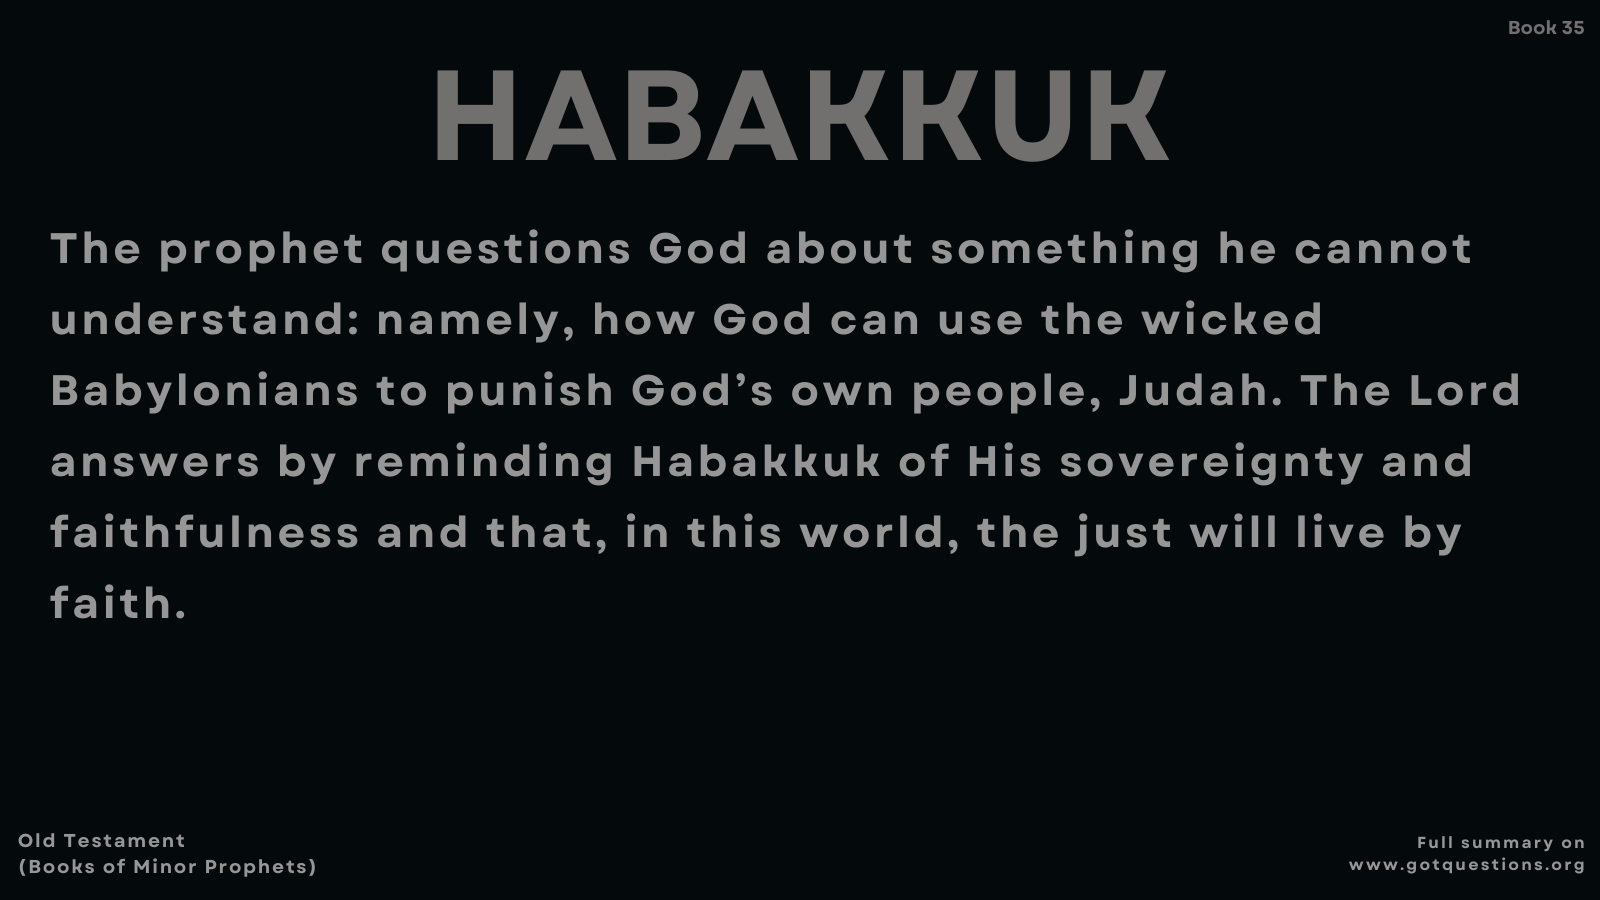 Book 35
HABAKKUK
The prophet questions God about something he cannot
understand: namely, how God can use the wicked
Babylonians to punish God’s own people, Judah. The Lord
answers by reminding Habakkuk of His sovereignty and
faithfulness and that, in this world, the just will live by
faith.
Old Testament
(Books of Minor Prophets)
Full summary on
www.gotquestions.org